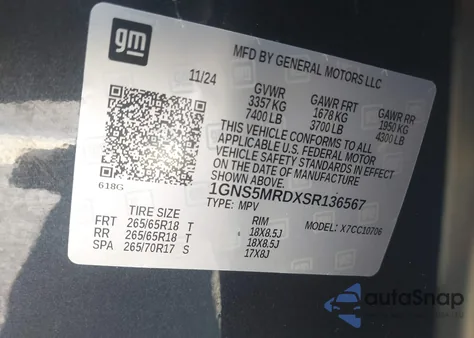 gm
MFD BY GENERAL MOTORS LLC
11/24
GVWR GAWR FRT GAWR RR
3357 KG 1678 KG 1950 KG
7400 LB 3700 LB 4300 LB
THIS VEHICLE CONFORMS TO ALL
APPLICABLE U.S. FEDERAL MOTOR
VEHICLE SAFETY STANDARDS IN EFFECT
ON THE DATE OF MANUFACTURE
SHOWN ABOVE.
1GNS5MRDXSR136567
618G
TYPE: MPV
MODEL: X7CC10706
TIRE SIZE RIM
FRT 265/65R18 T 18X8.5J
RR 265/65R18 T 18X8.5J
SPA 265/70R17 S 17X8J
autoSnap